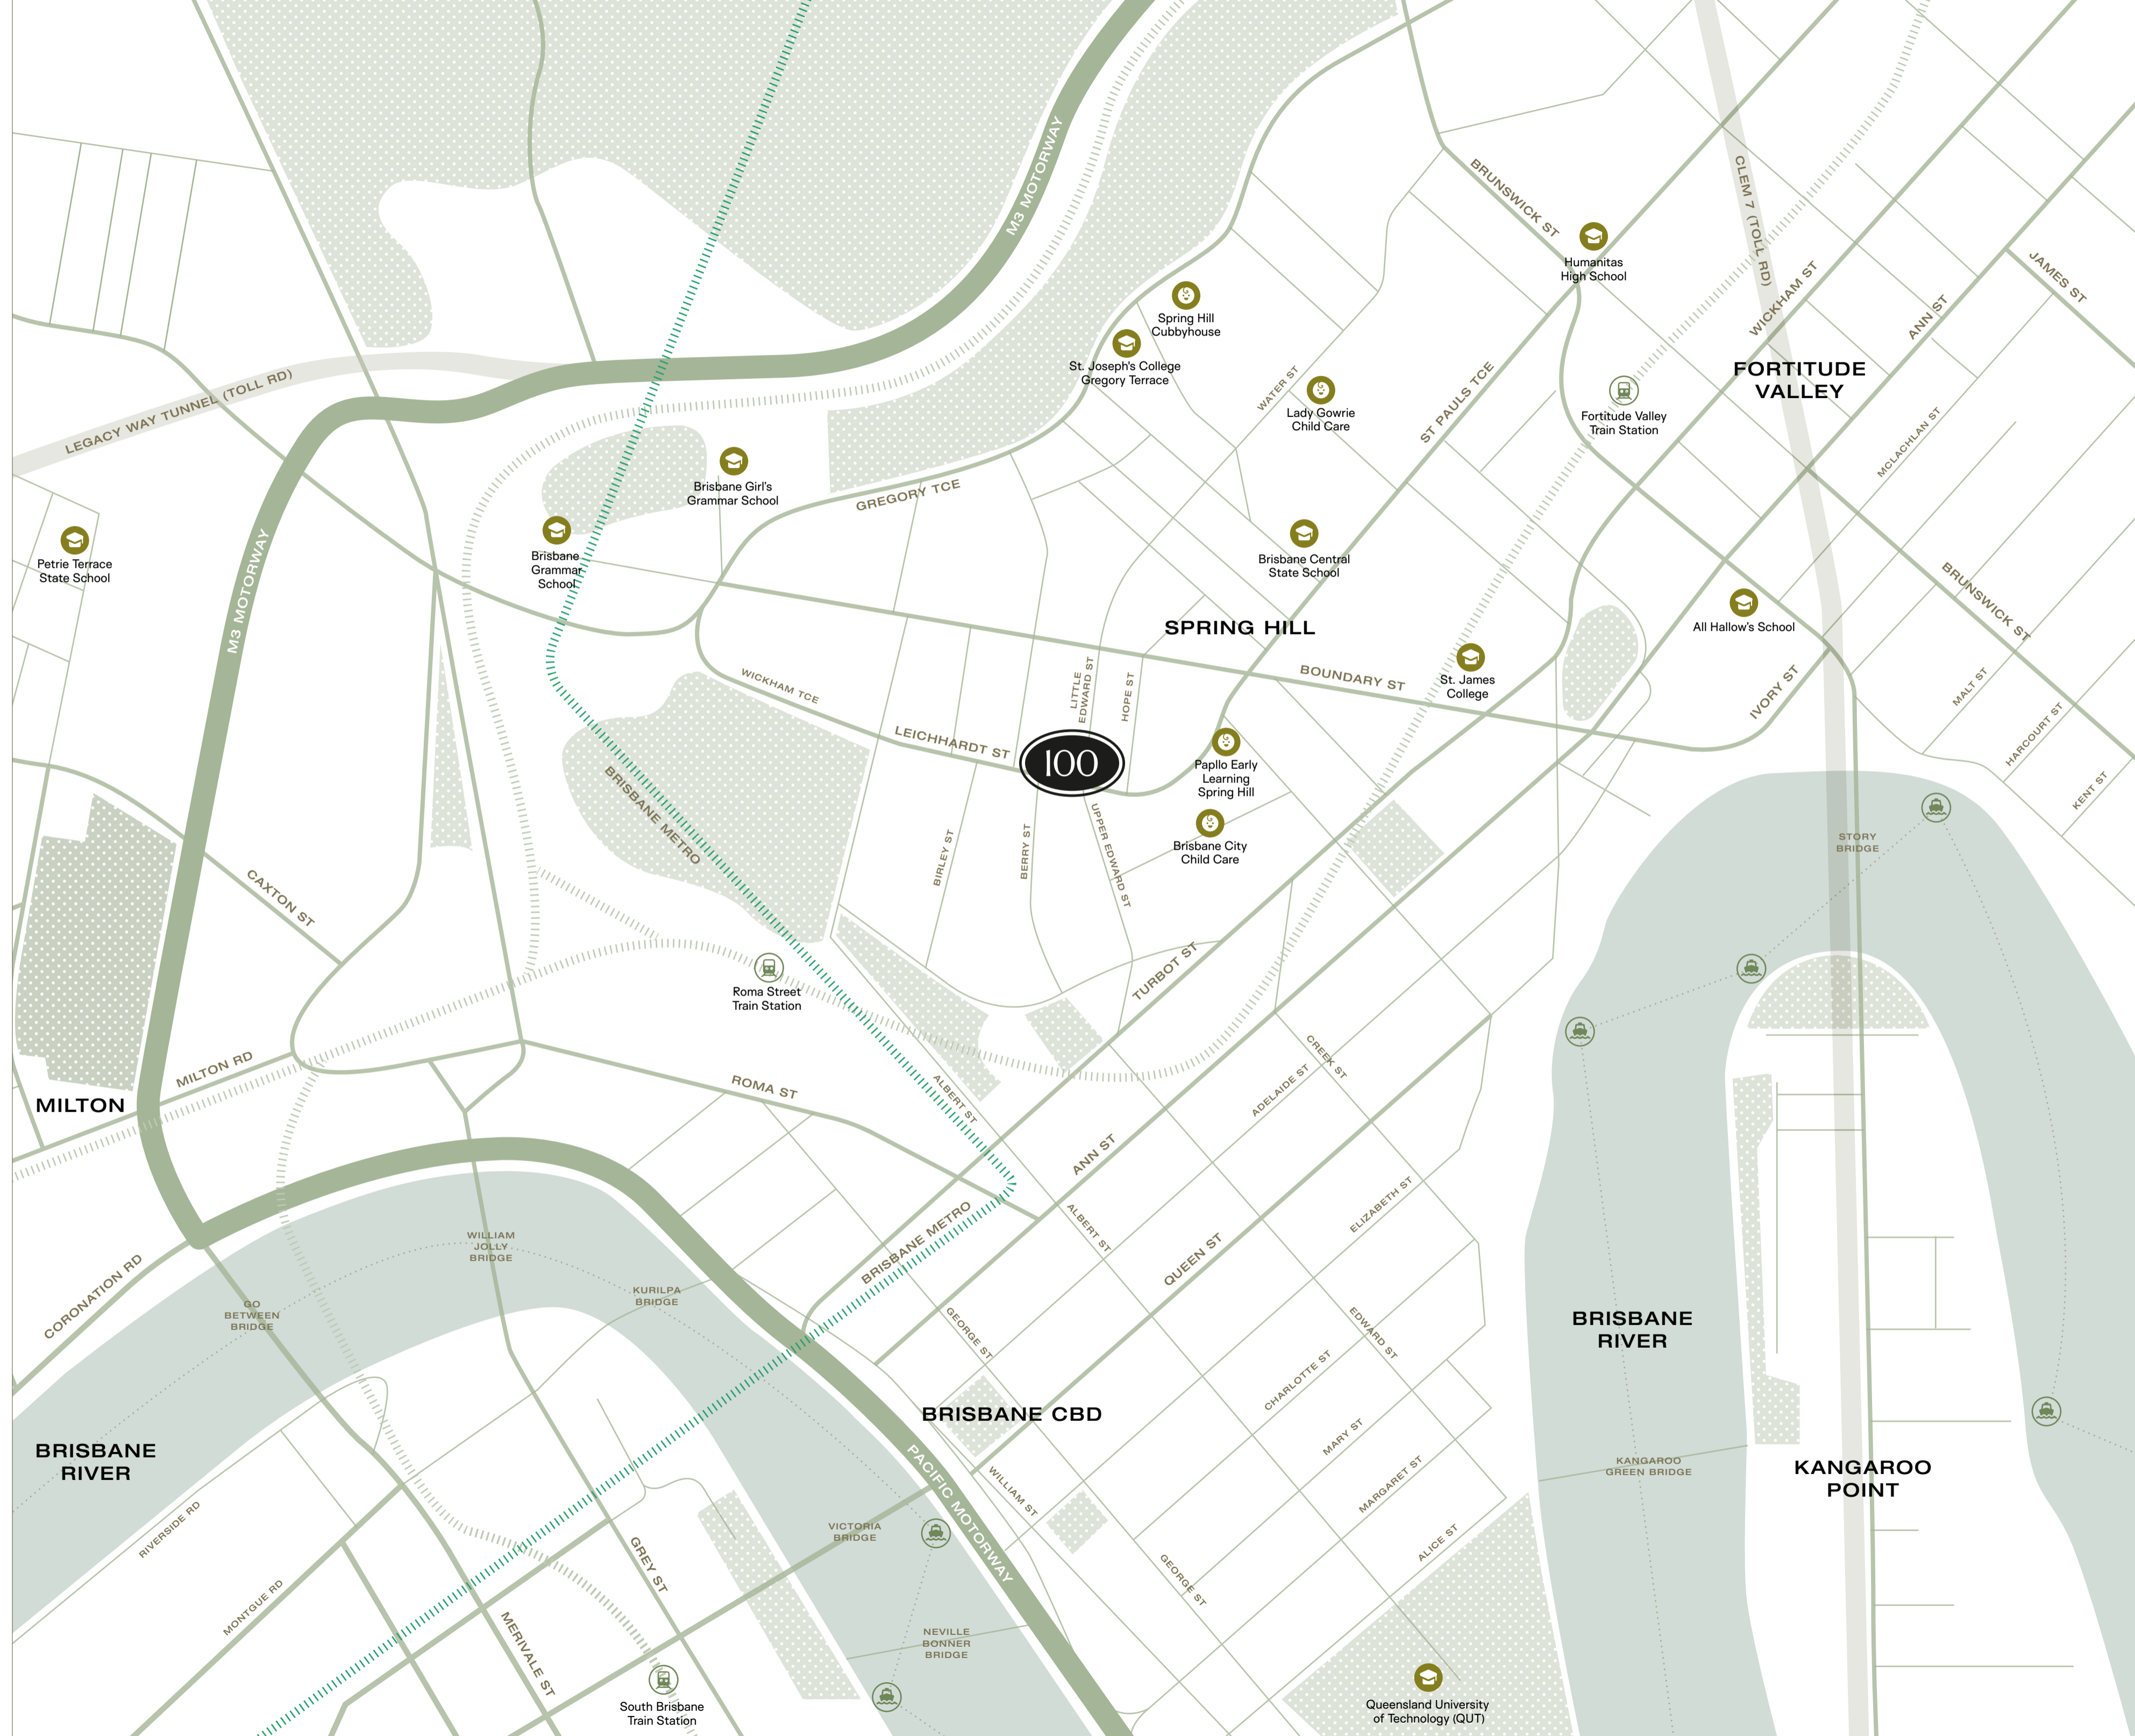 M3 MOTORWAY
BRUNSWICK ST
CLEM 7 (TOLL RD)
Humanitas
High School
WICKHAM ST
JAMES ST
ANN ST
Spring Hill
Cubbyhouse
St. Joseph's College
Gregory Terrace
WATER ST
Lady Gowrie
Child Care
ST PAULS TCE
FORTITUDE
VALLEY
Fortitude Valley
Train Station
MCLACHLAN ST
LEGACY WAY TUNNEL (TOLL RD)
Brisbane Girl's
Grammar School
GREGORY TCE
Petrie Terrace
State School
M3 MOTORWAY
Brisbane
Grammar
School
Brisbane Central
State School
SPRING HILL
All Hallow's School
BRUNSWICK ST
St. James
College
BOUNDARY ST
IVORY ST
MALT ST
HARCOURT ST
KENT ST
WICKHAM TCE
LITTLE
EDWARD ST
HOPE ST
LEICHHARDT ST
100
Papllo Early
Learning
Spring Hill
BRISBANE METRO
BIRLEY ST
BERRY ST
UPPER EDWARD ST
Brisbane City
Child Care
STORY
BRIDGE
CAXTON ST
TURBOT ST
Roma Street
Train Station
MILTON RD
MILTON
ROMA ST
ALBERT ST
CREEK ST
ADELAIDE ST
ANN ST
ELIZABETH ST
ALBERT ST
BRISBANE METRO
QUEEN ST
WILLIAM
JOLLY
BRIDGE
KURILPA
BRIDGE
GO
BETWEEN
BRIDGE
CORONATION RD
GEORGE ST
EDWARD ST
CHARLOTTE ST
BRISBANE
RIVER
BRISBANE CBD
MARY ST
MARGARET ST
BRISBANE
RIVER
PACIFIC MOTORWAY
WILLIAM ST
KANGAROO
GREEN BRIDGE
KANGAROO
POINT
RIVERSIDE RD
VICTORIA
BRIDGE
ALICE ST
GREY ST
GEORGE ST
MONTGUE RD
MERIVALE ST
NEVILLE
BONNER
BRIDGE
South Brisbane
Train Station
Queensland University
of Technology (QUT)